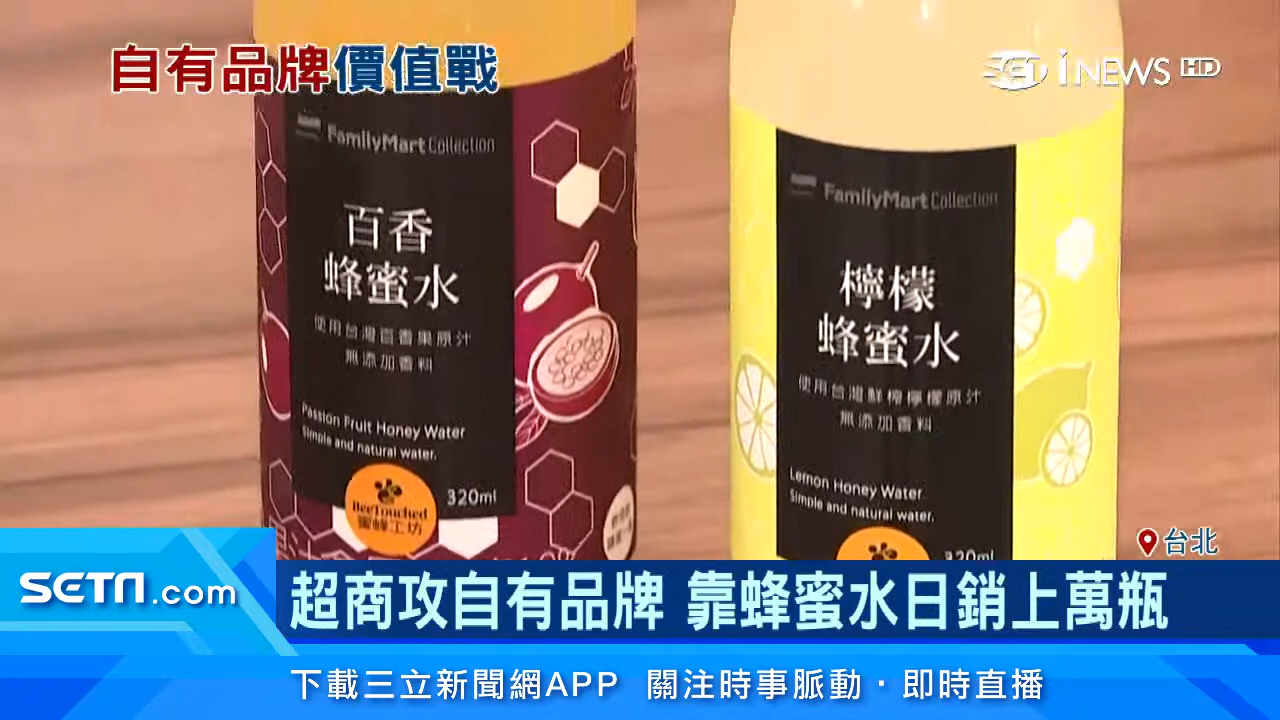 自有品牌價值戰
SET iNEWS HD
FamilyMart Collection
百香
蜂蜜水
使用台灣百香果原汁
無添加香料
Passion Fruit Honey Water
Simple and natural water.
320ml
BeeTouched
蜜蜂工坊
FamilyMart Collection
檸檬
蜂蜜水
使用台灣鮮榨檸檬原汁
無添加香料
Lemon Honey Water
Simple and natural water.
320ml
台北
SETN.com
超商攻自有品牌 靠蜂蜜水日銷上萬瓶
下載三立新聞網APP 關注時事脈動・即時直播